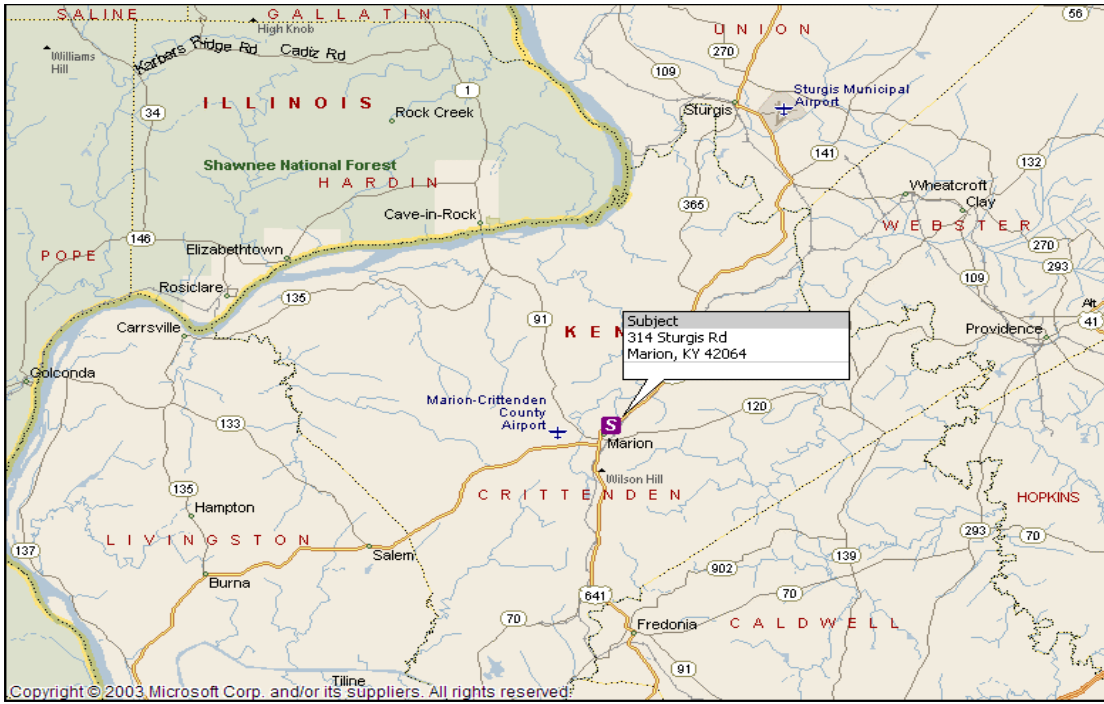 SALINE
GALLATIN
56
High Knob
UNION
270
Williams
Hill
Karbers Ridge Rd
Cadiz Rd
109
1
Sturgis Municipal
Airport
34
ILLINOIS
Rock Creek
Sturgis
141
Shawnee National Forest
132
HARDIN
Wheatcroft
Clay
365
Cave-in-Rock
WEBSTER
146
Elizabethtown
270
POPE
293
109
Rosiclare
135
Alt
91
41
Carrsville
KEN
Providence
Subject
314 Sturgis Rd
Marion, KY 42064
Golconda
Marion-Crittenden
County
Airport
120
133
S
Marion
Wilson Hill
135
CRITTENDEN
HOPKINS
Hampton
LIVINGSTON
293
70
137
Salem
139
Burna
902
641
70
70
Fredonia
CALDWELL
91
Tiline
Copyright © 2003 Microsoft Corp. and/or its suppliers. All rights reserved.